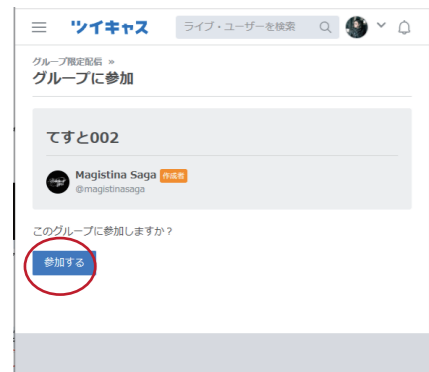 ツイキャス
ライブ・ユーザーを検索
グループ限定配信 »
グループに参加
てすと002
Magistina Saga 作成者
@magistinasaga
このグループに参加しますか？
参加する